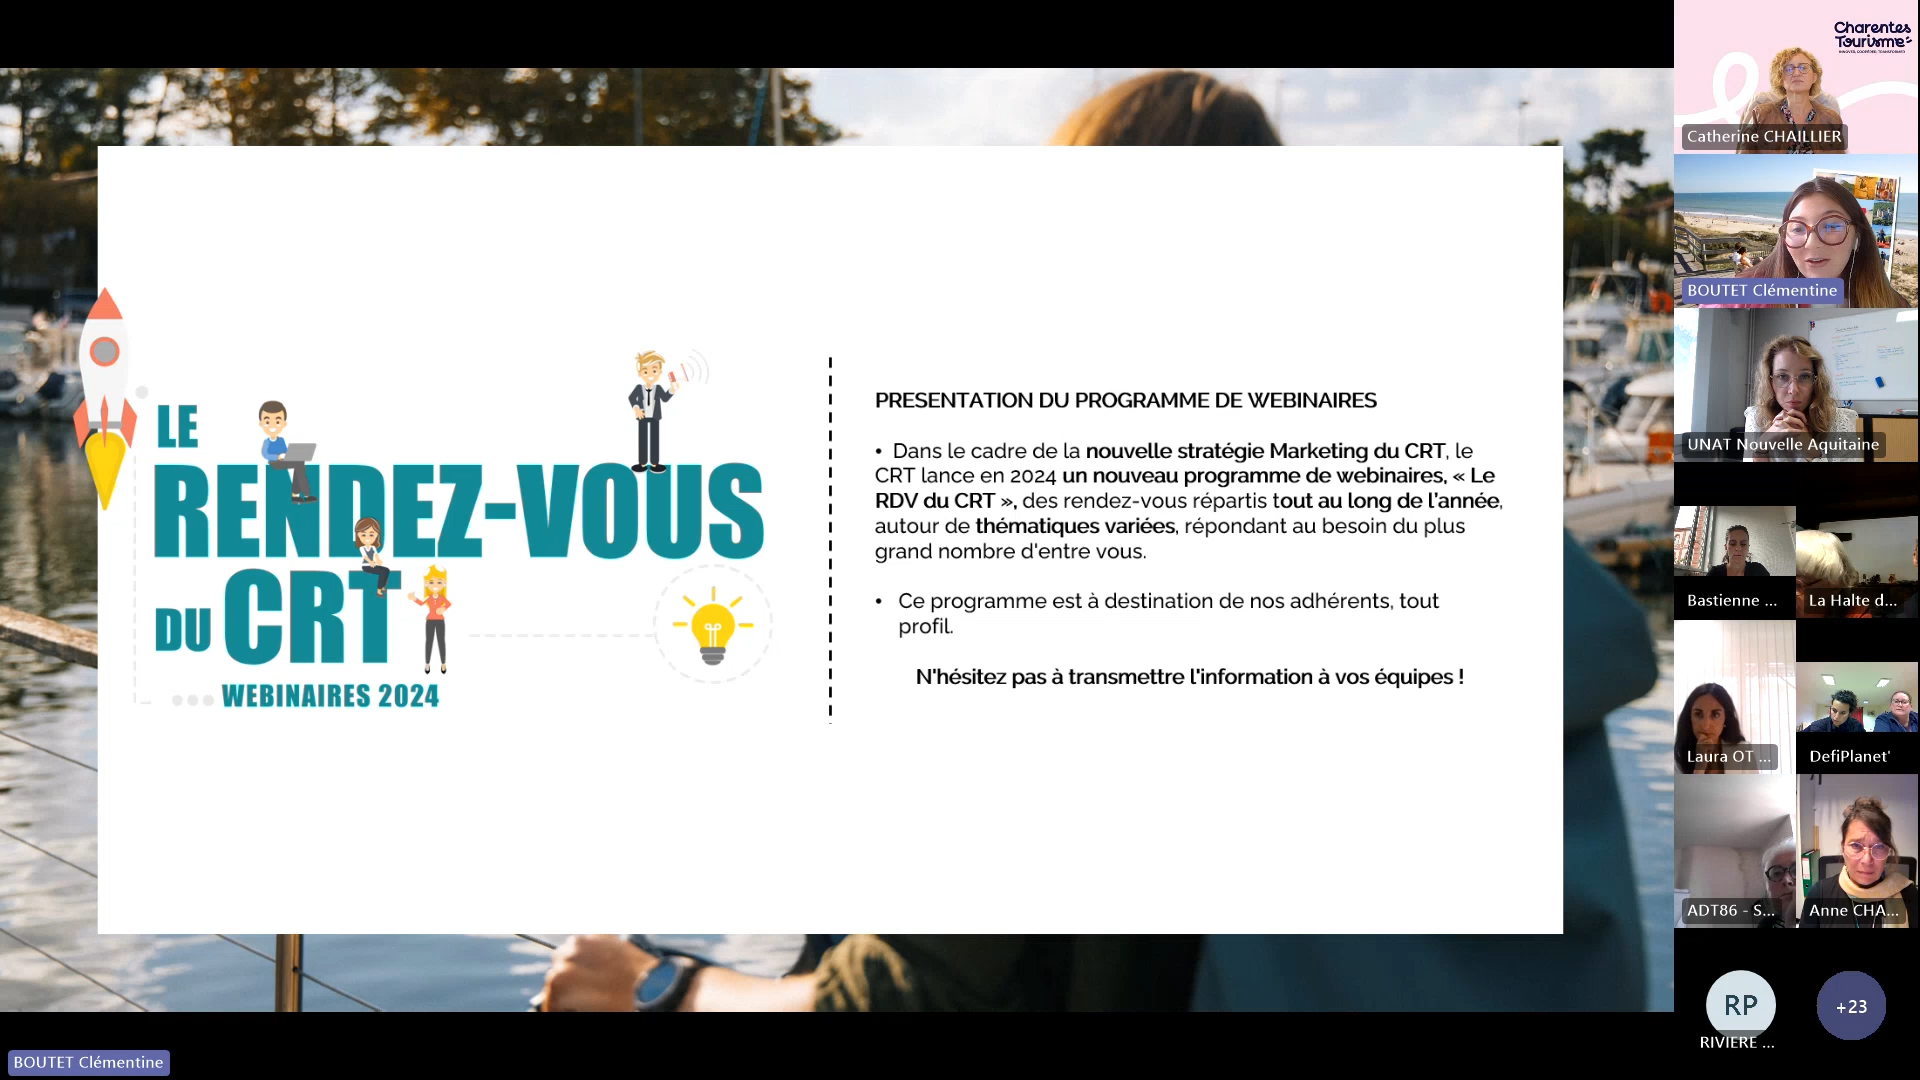 LE
RENDEZ-VOUS
DU CRT
WEBINAIRES 2024
PRESENTATION DU PROGRAMME DE WEBINAIRES
• Dans le cadre de la nouvelle stratégie Marketing du CRT, le
CRT lance en 2024 un nouveau programme de webinaires, « Le
RDV du CRT », des rendez-vous répartis tout au long de l'année,
autour de thématiques variées, répondant au besoin du plus
grand nombre d'entre vous.
• Ce programme est à destination de nos adhérents, tout
profil.
N'hésitez pas à transmettre l'information à vos équipes !
BOUTET Clémentine
Charentes
Tourisme
Catherine CHAILLIER
BOUTET Clémentine
UNAT Nouvelle Aquitaine
Bastienne ...
La Halte d...
Laura OT ...
DefiPlanet'
ADT86 - S...
Anne CHA...
RP
RIVIERE ...
+23